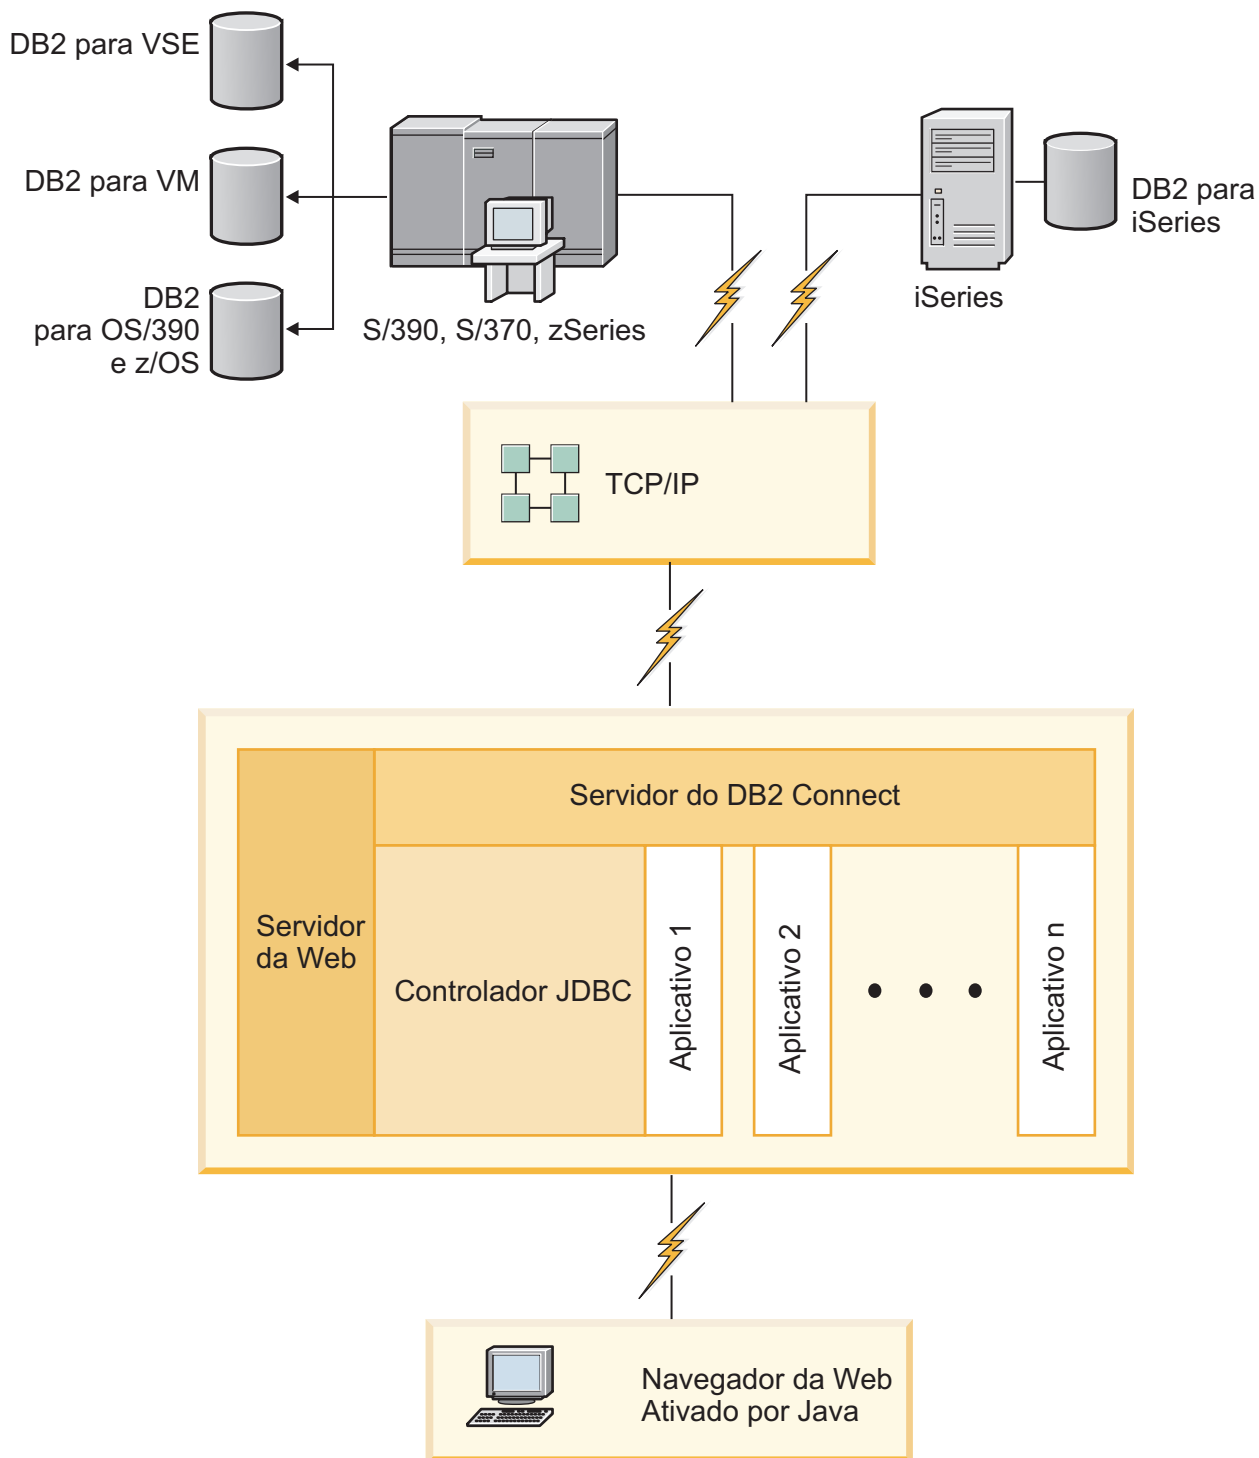 DB2 para VSE
DB2 para VM
DB2
para OS/390
e z/OS
S/390, S/370, zSeries
iSeries
DB2 para
iSeries
TCP/IP
Servidor do DB2 Connect
Servidor
da Web
Controlador JDBC
Aplicativo 1
Aplicativo 2
Aplicativo n
Navegador da Web
Ativado por Java